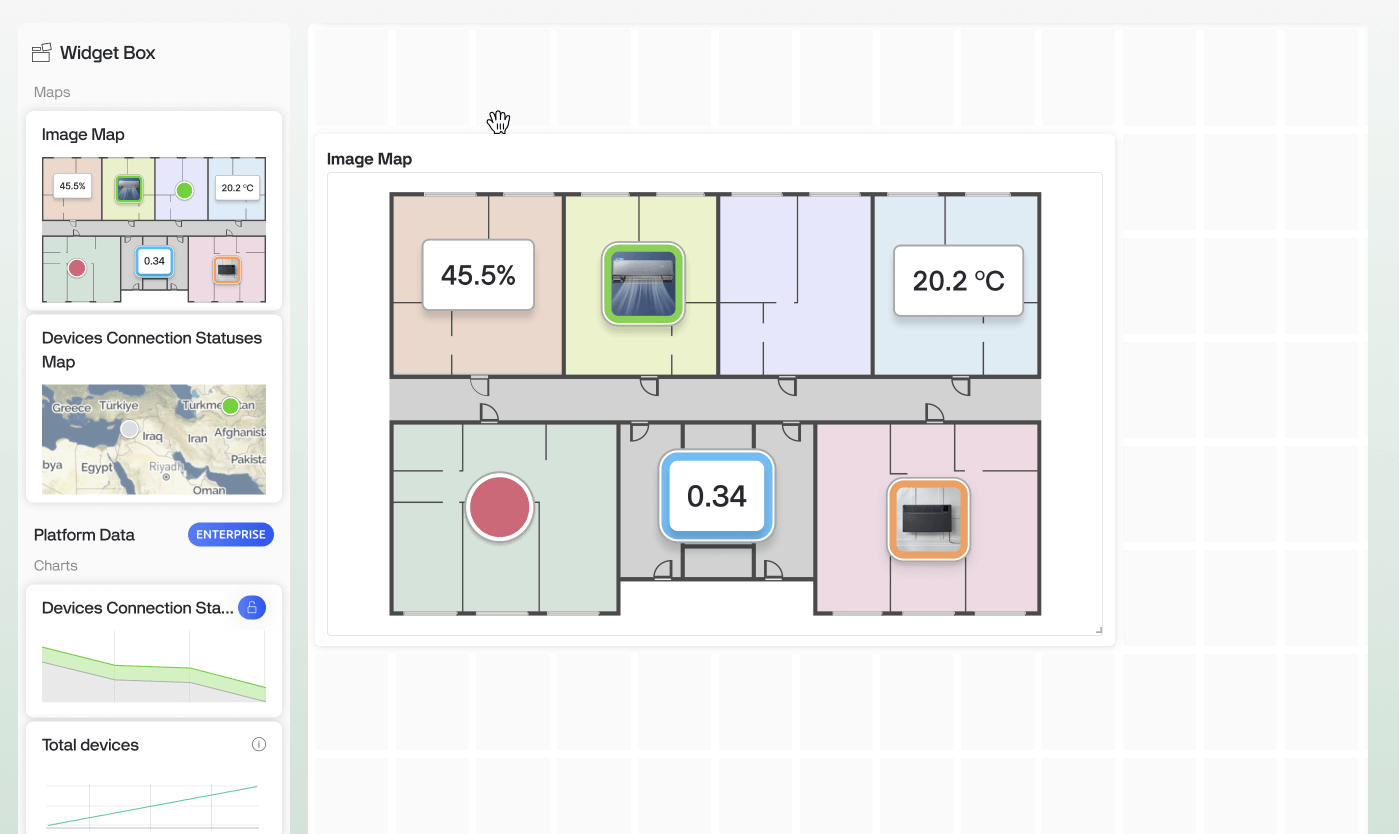 Widget Box
Maps
Image Map
45.5%
20.2 °C
0.34
Devices Connection Statuses
Map
Greece
Türkiye
Iraq
Iran
Afghanist
bya
Egypt
Riyadh
Pakista
Oman
Platform Data
ENTERPRISE
Charts
Devices Connection Sta...
Total devices
Image Map
45.5%
20.2 °C
0.34